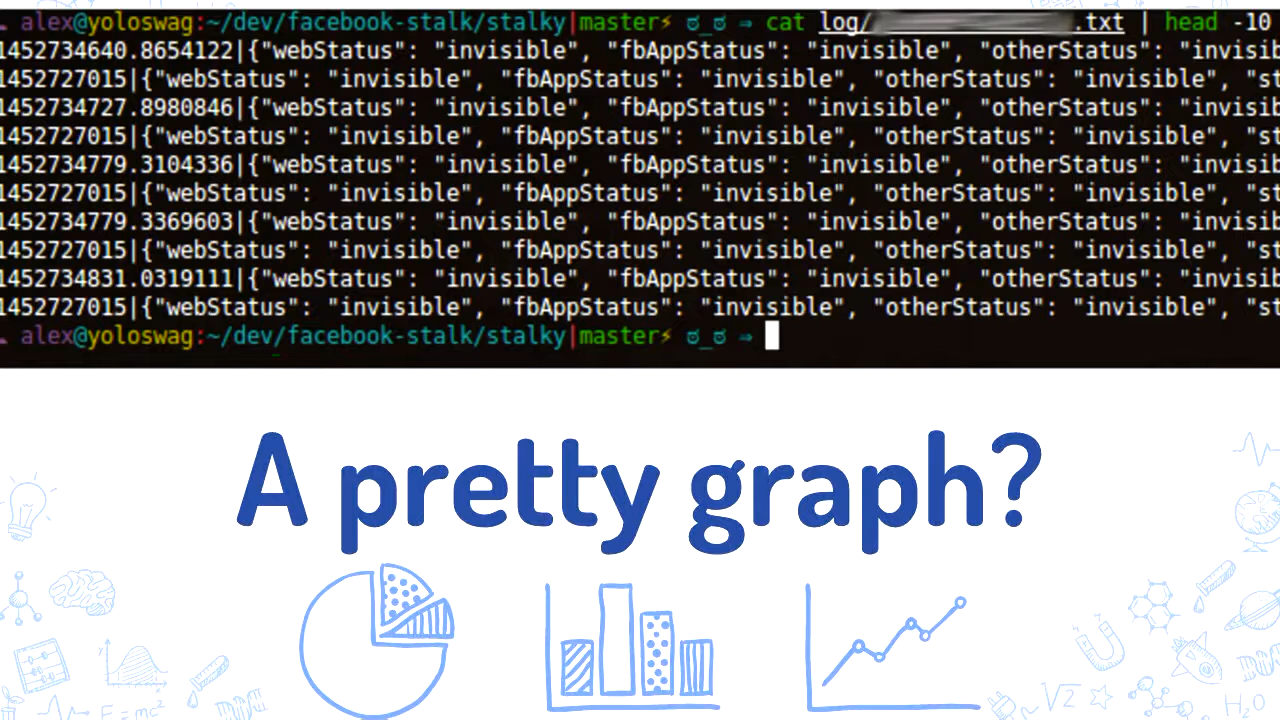 alex@yoloswag:~/dev/facebook-stalk/stalky|master⚡ ಠ_ಠ ⇒ cat log/ .txt | head -10
1452734640.8654122|{"webStatus": "invisible", "fbAppStatus": "invisible", "otherStatus": "invisib
1452727015|{"webStatus": "invisible", "fbAppStatus": "invisible", "otherStatus": "invisible", "st
1452734727.8980846|{"webStatus": "invisible", "fbAppStatus": "invisible", "otherStatus": "invisib
1452727015|{"webStatus": "invisible", "fbAppStatus": "invisible", "otherStatus": "invisible", "st
1452734779.3104336|{"webStatus": "invisible", "fbAppStatus": "invisible", "otherStatus": "invisib
1452727015|{"webStatus": "invisible", "fbAppStatus": "invisible", "otherStatus": "invisible", "st
1452734779.3369603|{"webStatus": "invisible", "fbAppStatus": "invisible", "otherStatus": "invisib
1452727015|{"webStatus": "invisible", "fbAppStatus": "invisible", "otherStatus": "invisible", "st
1452734831.0319111|{"webStatus": "invisible", "fbAppStatus": "invisible", "otherStatus": "invisib
1452727015|{"webStatus": "invisible", "fbAppStatus": "invisible", "otherStatus": "invisible", "st
alex@yoloswag:~/dev/facebook-stalk/stalky|master⚡ ಠ_ಠ ⇒
A pretty graph?
E=mc²
√2
H₂O